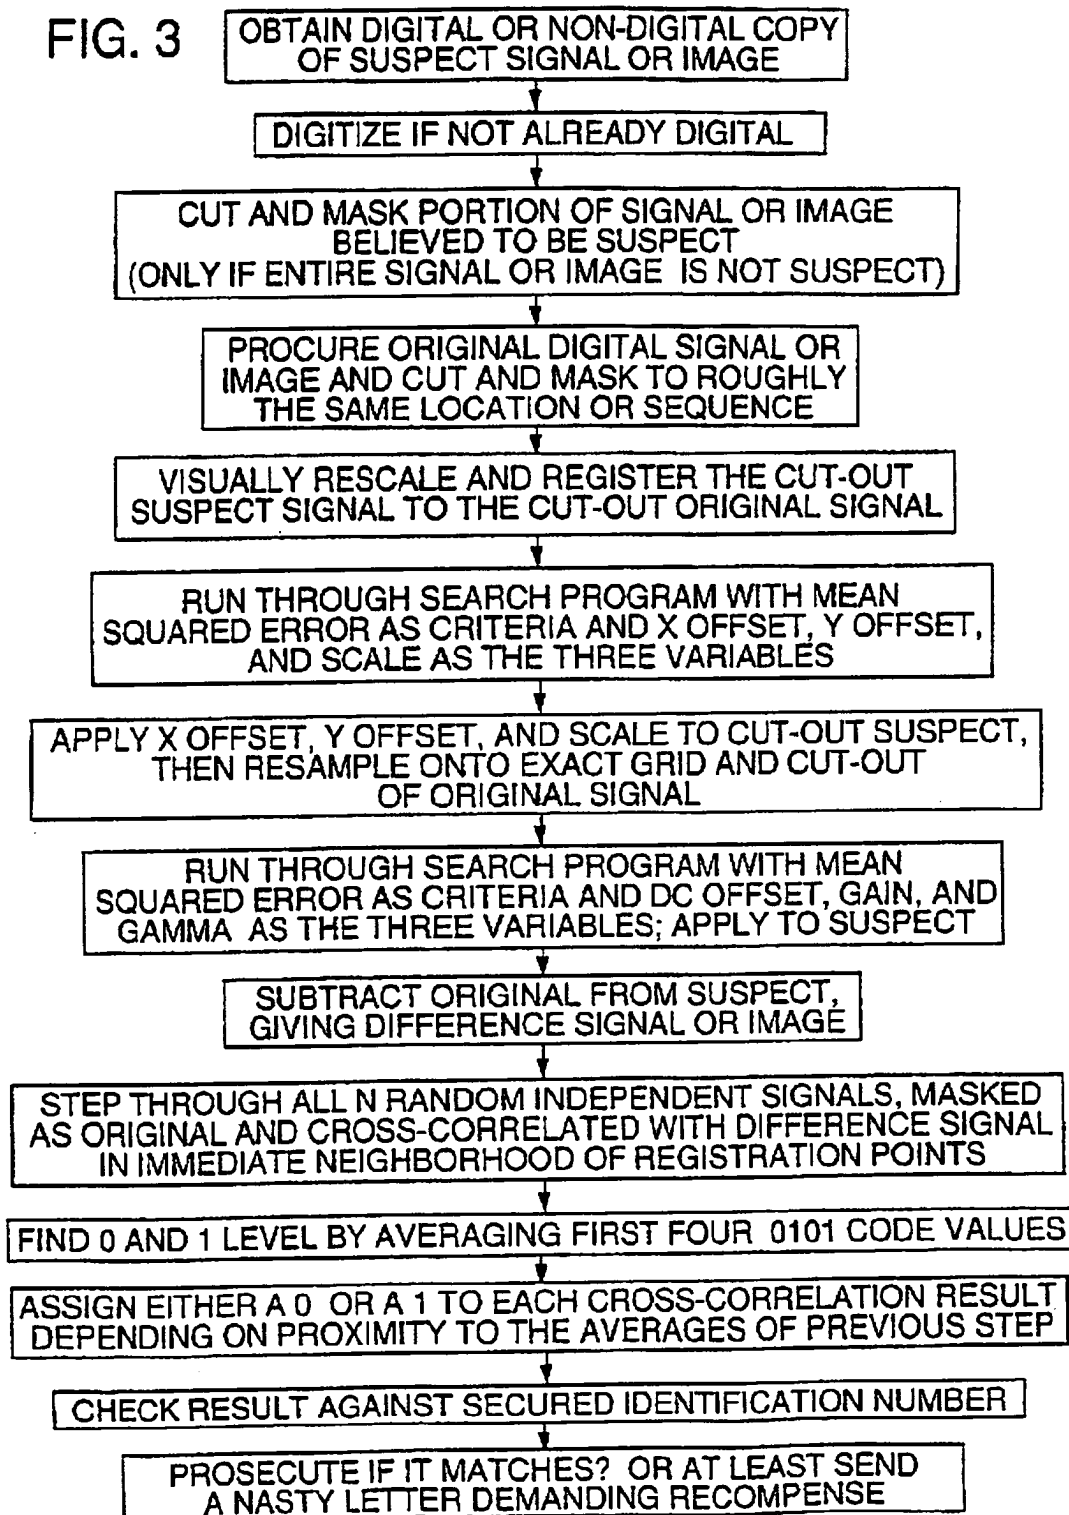 FIG. 3
OBTAIN DIGITAL OR NON-DIGITAL COPY
OF SUSPECT SIGNAL OR IMAGE
DIGITIZE IF NOT ALREADY DIGITAL
CUT AND MASK PORTION OF SIGNAL OR IMAGE
BELIEVED TO BE SUSPECT
(ONLY IF ENTIRE SIGNAL OR IMAGE IS NOT SUSPECT)
PROCURE ORIGINAL DIGITAL SIGNAL OR
IMAGE AND CUT AND MASK TO ROUGHLY
THE SAME LOCATION OR SEQUENCE
VISUALLY RESCALE AND REGISTER THE CUT-OUT
SUSPECT SIGNAL TO THE CUT-OUT ORIGINAL SIGNAL
RUN THROUGH SEARCH PROGRAM WITH MEAN
SQUARED ERROR AS CRITERIA AND X OFFSET, Y OFFSET,
AND SCALE AS THE THREE VARIABLES
APPLY X OFFSET, Y OFFSET, AND SCALE TO CUT-OUT SUSPECT,
THEN RESAMPLE ONTO EXACT GRID AND CUT-OUT
OF ORIGINAL SIGNAL
RUN THROUGH SEARCH PROGRAM WITH MEAN
SQUARED ERROR AS CRITERIA AND DC OFFSET, GAIN, AND
GAMMA AS THE THREE VARIABLES; APPLY TO SUSPECT
SUBTRACT ORIGINAL FROM SUSPECT,
GIVING DIFFERENCE SIGNAL OR IMAGE
STEP THROUGH ALL N RANDOM INDEPENDENT SIGNALS, MASKED
AS ORIGINAL AND CROSS-CORRELATED WITH DIFFERENCE SIGNAL
IN IMMEDIATE NEIGHBORHOOD OF REGISTRATION POINTS
FIND 0 AND 1 LEVEL BY AVERAGING FIRST FOUR 0101 CODE VALUES
ASSIGN EITHER A 0 OR A 1 TO EACH CROSS-CORRELATION RESULT
DEPENDING ON PROXIMITY TO THE AVERAGES OF PREVIOUS STEP
CHECK RESULT AGAINST SECURED IDENTIFICATION NUMBER
PROSECUTE IF IT MATCHES? OR AT LEAST SEND
A NASTY LETTER DEMANDING RECOMPENSE